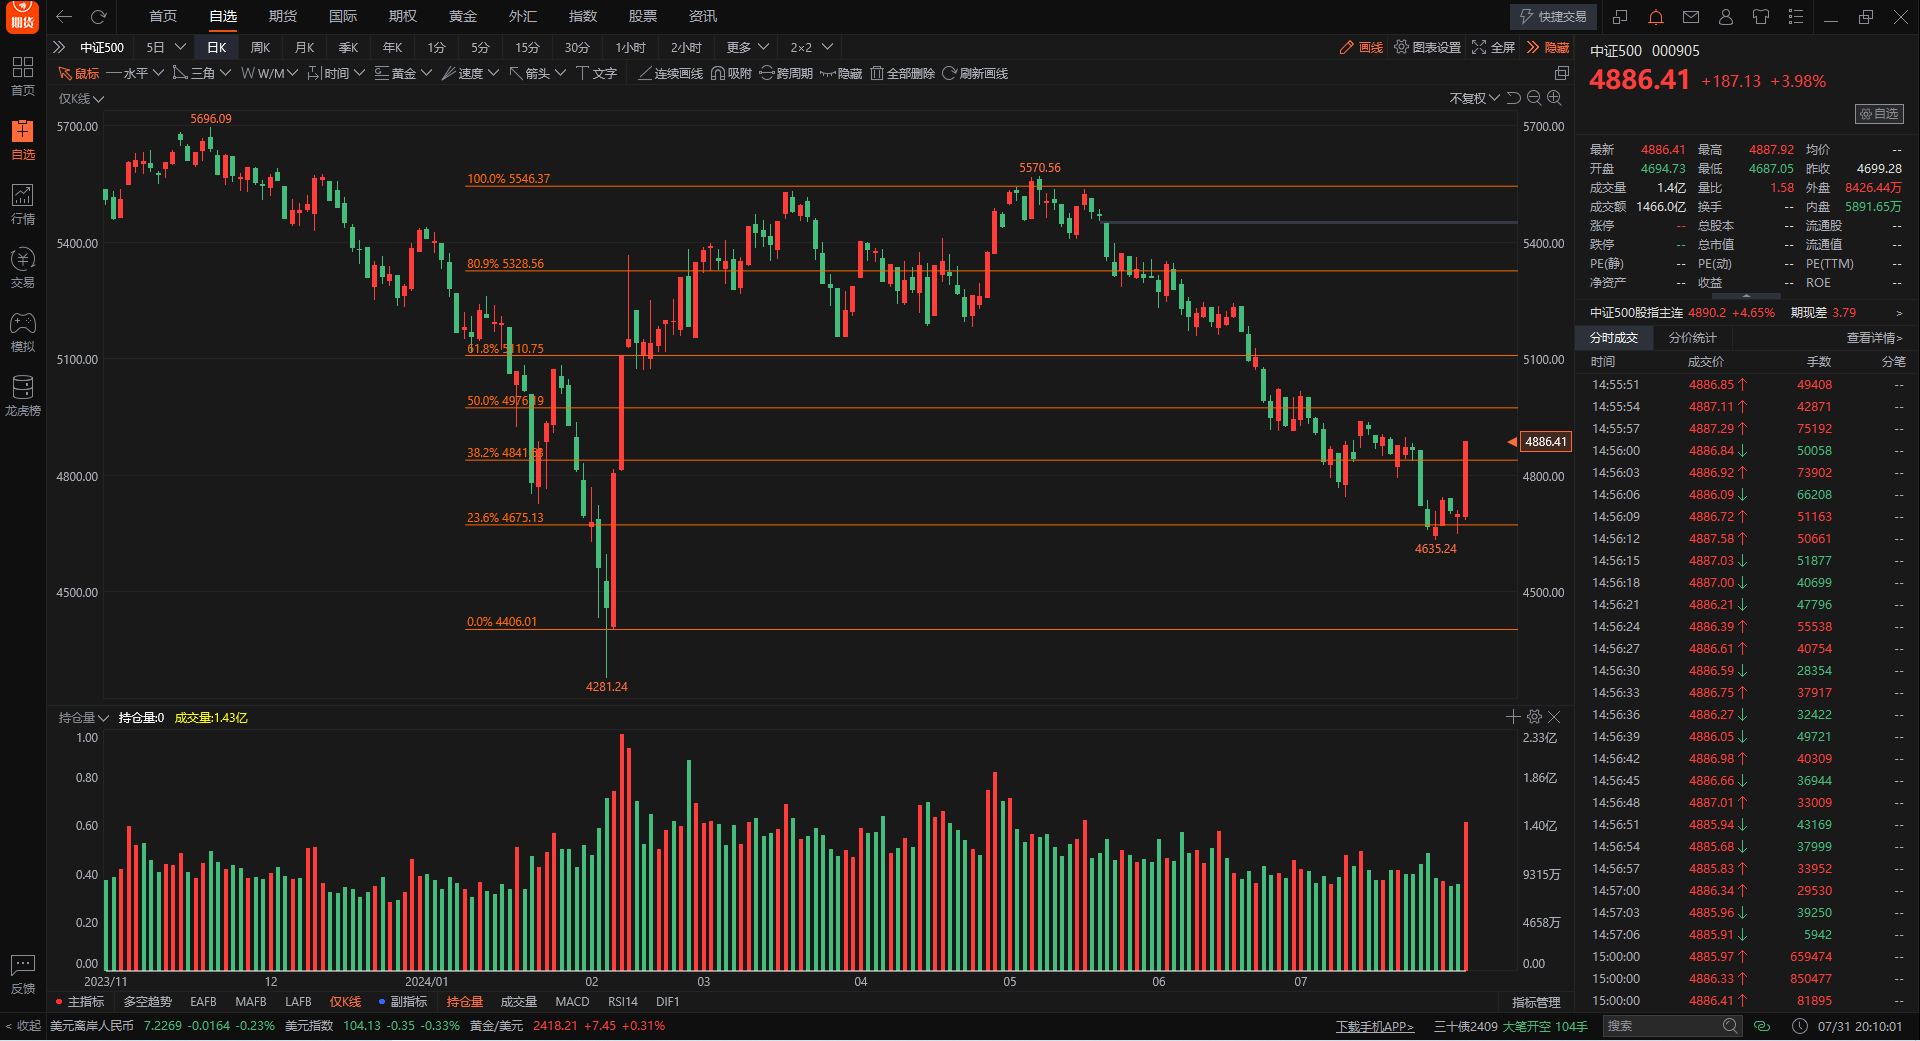 期货
首页 自选 期货 国际 期权 黄金 外汇 指数 股票 资讯 快捷交易
中证500 5日 日K 周K 月K 季K 年K 1分 5分 15分 30分 1小时 2小时 更多 2×2 画线 图表设置 全屏 隐藏
鼠标 水平 三角 W/M 时间 黄金 速度 箭头 文字 连续画线 吸附 跨周期 隐藏 全部删除 刷新画线
仅K线 不复权
首页
自选
行情
交易
模拟
龙虎榜
反馈
5700.00 5696.09 5700.00
5570.56
100.0% 5546.37
5400.00 5400.00
80.9% 5328.56
61.8% 5110.75
5100.00 5100.00
50.0% 4976.19
38.2% 4841.63
4886.41
4800.00 4800.00
23.6% 4675.13
4635.24
4500.00 4500.00
0.0% 4406.01
4281.24
持仓量 持仓量:0 成交量:1.43亿
1.00 2.33亿
0.80 1.86亿
0.60 1.40亿
0.40 9315万
0.20 4658万
0.00 0.00
2023/11 12 2024/01 02 03 04 05 06 07
主指标 多空趋势 EAFB MAFB LAFB 仅K线 副指标 持仓量 成交量 MACD RSI14 DIF1 指标管理
中证500 000905
4886.41 +187.13 +3.98%
自选
最新 4886.41 最高 4887.92 均价 --
开盘 4694.73 最低 4687.05 昨收 4699.28
成交量 1.4亿 量比 1.58 外盘 8426.44万
成交额 1466.0亿 换手 -- 内盘 5891.65万
涨停 -- 总股本 -- 流通股 --
跌停 -- 总市值 -- 流通值 --
PE(静) -- PE(动) -- PE(TTM) --
净资产 -- 收益 -- ROE --
中证500股指主连 4890.2 +4.65% 期现差 3.79 >
分时成交 分价统计 查看详情>
时间 成交价 手数 分笔
14:55:51 4886.85↑ 49408 --
14:55:54 4887.11↑ 42871 --
14:55:57 4887.29↑ 75192 --
14:56:00 4886.84↓ 50058 --
14:56:03 4886.92↑ 73902 --
14:56:06 4886.09↓ 66208 --
14:56:09 4886.72↑ 51163 --
14:56:12 4887.58↑ 50661 --
14:56:15 4887.03↓ 51877 --
14:56:18 4887.00↓ 40699 --
14:56:21 4886.21↓ 47796 --
14:56:24 4886.39↑ 55538 --
14:56:27 4886.61↑ 40754 --
14:56:30 4886.59↓ 28354 --
14:56:33 4886.75↑ 37917 --
14:56:36 4886.27↓ 32422 --
14:56:39 4886.05↓ 49721 --
14:56:42 4886.98↑ 40309 --
14:56:45 4886.66↓ 36944 --
14:56:48 4887.01↑ 33009 --
14:56:51 4885.94↓ 43169 --
14:56:54 4885.68↓ 37999 --
14:56:57 4885.83↑ 33952 --
14:57:00 4886.34↑ 29530 --
14:57:03 4885.96↓ 39250 --
14:57:06 4885.91↓ 5942 --
15:00:00 4885.97↑ 659474 --
15:00:00 4886.33↑ 850477 --
15:00:00 4886.41↑ 81895 --
< 收起 美元离岸人民币 7.2269 -0.0164 -0.23% 美元指数 104.13 -0.35 -0.33% 黄金/美元 2418.21 +7.45 +0.31% 下载手机APP> 三十债2409 大笔开空 104手 搜索 07/31 20:10:01